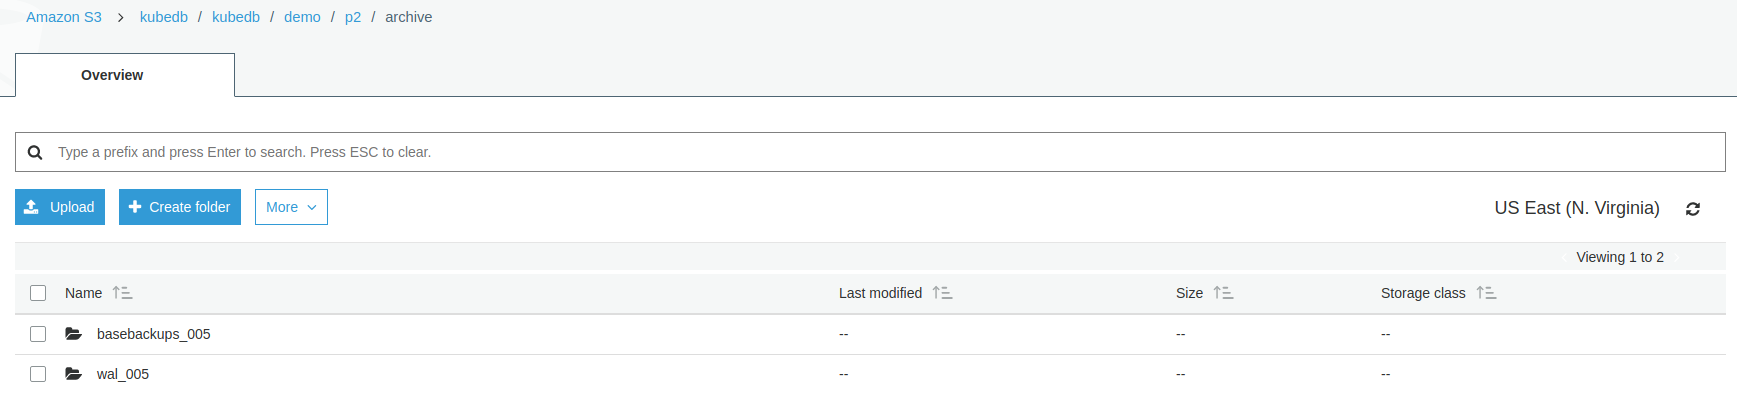 Amazon S3 > kubedb / kubedb / demo / p2 / archive
Overview
Type a prefix and press Enter to search. Press ESC to clear.
Upload Create folder More US East (N. Virginia)
Viewing 1 to 2
Name Last modified Size Storage class
basebackups_005 -- -- --
wal_005 -- -- --